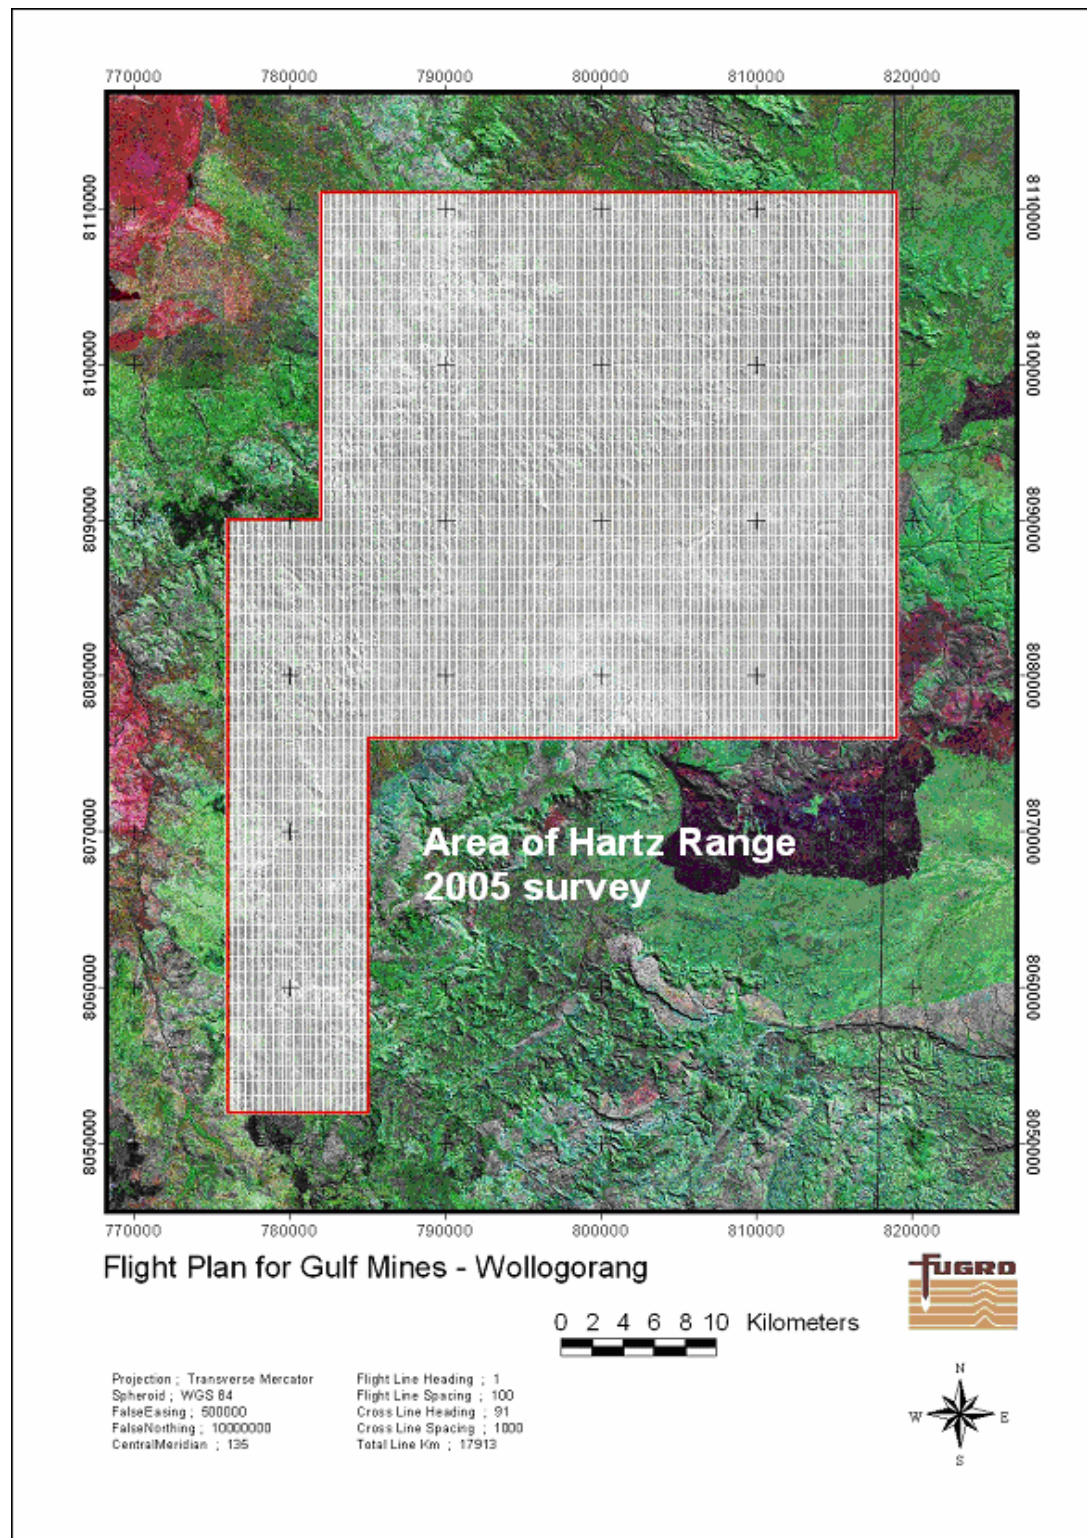 770000 780000 790000 800000 810000 820000
8110000 8110000
8100000 8100000
8090000 8090000
8080000 8080000
8070000 8070000
Area of Hartz Range
2005 survey
8060000 8060000
8050000 8050000
770000 780000 790000 800000 810000 820000
Flight Plan for Gulf Mines - Wollogorang
FUGRO
0 2 4 6 8 10 Kilometers
Projection ; Transverse Mercator
Spheroid ; WGS 84
FalseEasing ; 500000
FalseNorthing ; 10000000
CentralMeridian ; 135
Flight Line Heading ; 1
Flight Line Spacing ; 100
Cross Line Heading ; 91
Cross Line Spacing ; 1000
Total Line Km ; 17913
N
W E
S